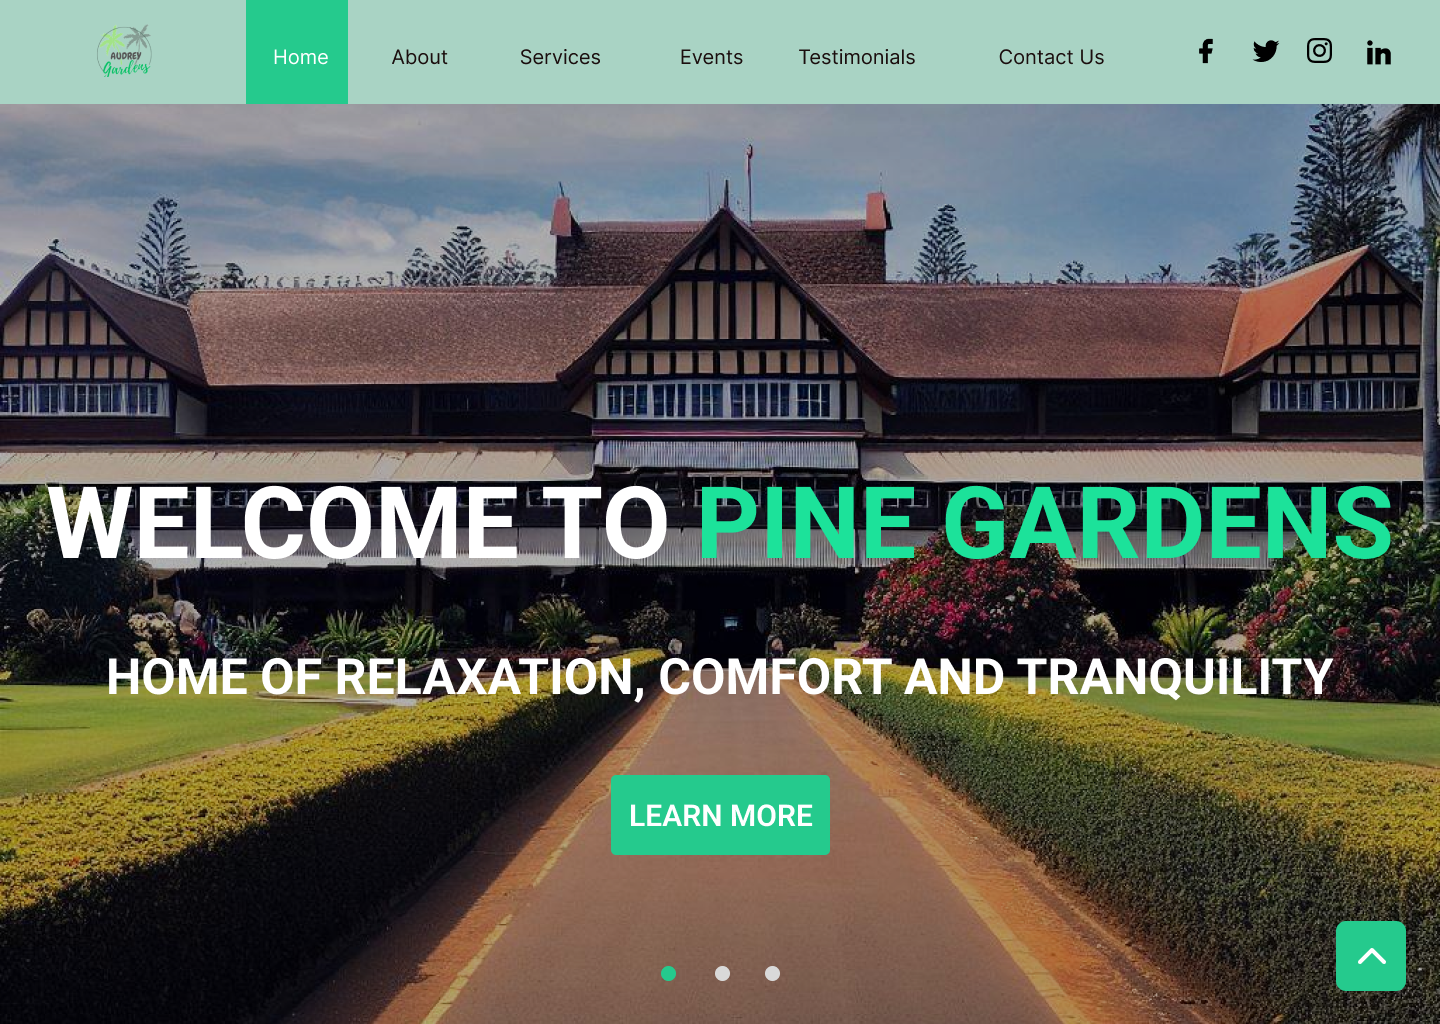 AUDREY
Gardens
Home About Services Events Testimonials Contact Us
WELCOME TO PINE GARDENS
HOME OF RELAXATION, COMFORT AND TRANQUILITY
LEARN MORE